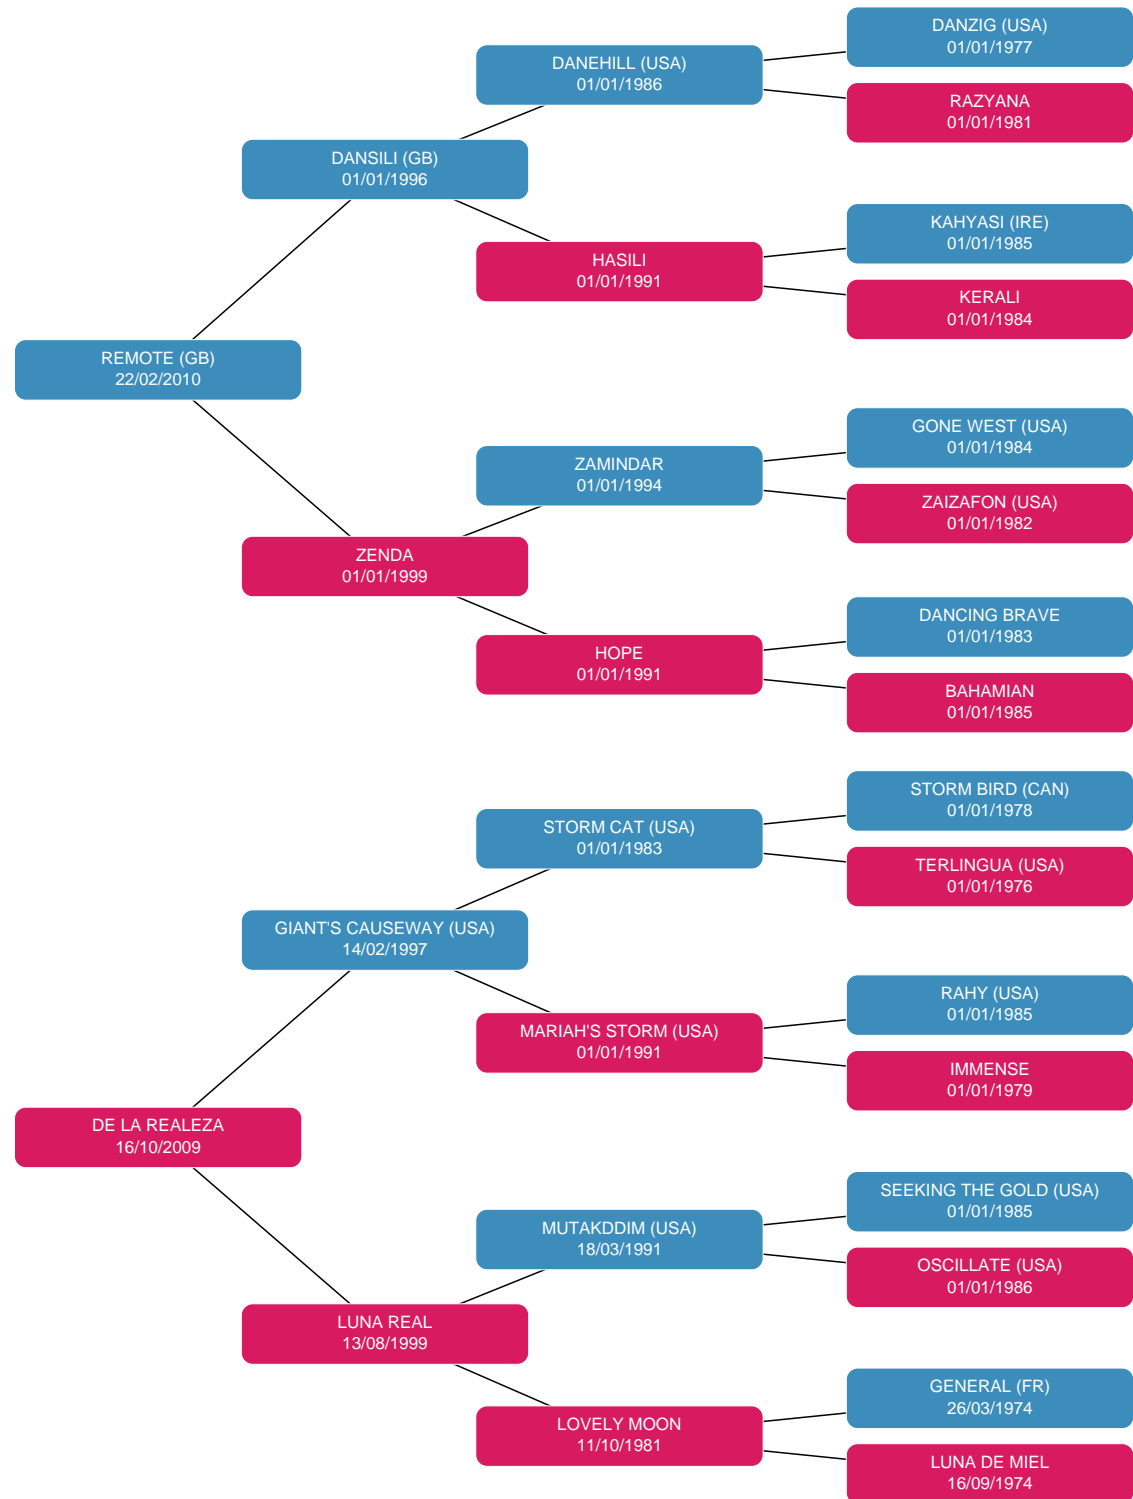 DANZIG (USA)
01/01/1977
DANEHILL (USA)
01/01/1986
RAZYANA
01/01/1981
DANSILI (GB)
01/01/1996
KAHYASI (IRE)
01/01/1985
HASILI
01/01/1991
KERALI
01/01/1984
REMOTE (GB)
22/02/2010
GONE WEST (USA)
01/01/1984
ZAMINDAR
01/01/1994
ZAIZAFON (USA)
01/01/1982
ZENDA
01/01/1999
DANCING BRAVE
01/01/1983
HOPE
01/01/1991
BAHAMIAN
01/01/1985
STORM BIRD (CAN)
01/01/1978
STORM CAT (USA)
01/01/1983
TERLINGUA (USA)
01/01/1976
GIANT'S CAUSEWAY (USA)
14/02/1997
RAHY (USA)
01/01/1985
MARIAH'S STORM (USA)
01/01/1991
IMMENSE
01/01/1979
DE LA REALEZA
16/10/2009
SEEKING THE GOLD (USA)
01/01/1985
MUTAKDDIM (USA)
18/03/1991
OSCILLATE (USA)
01/01/1986
LUNA REAL
13/08/1999
GENERAL (FR)
26/03/1974
LOVELY MOON
11/10/1981
LUNA DE MIEL
16/09/1974